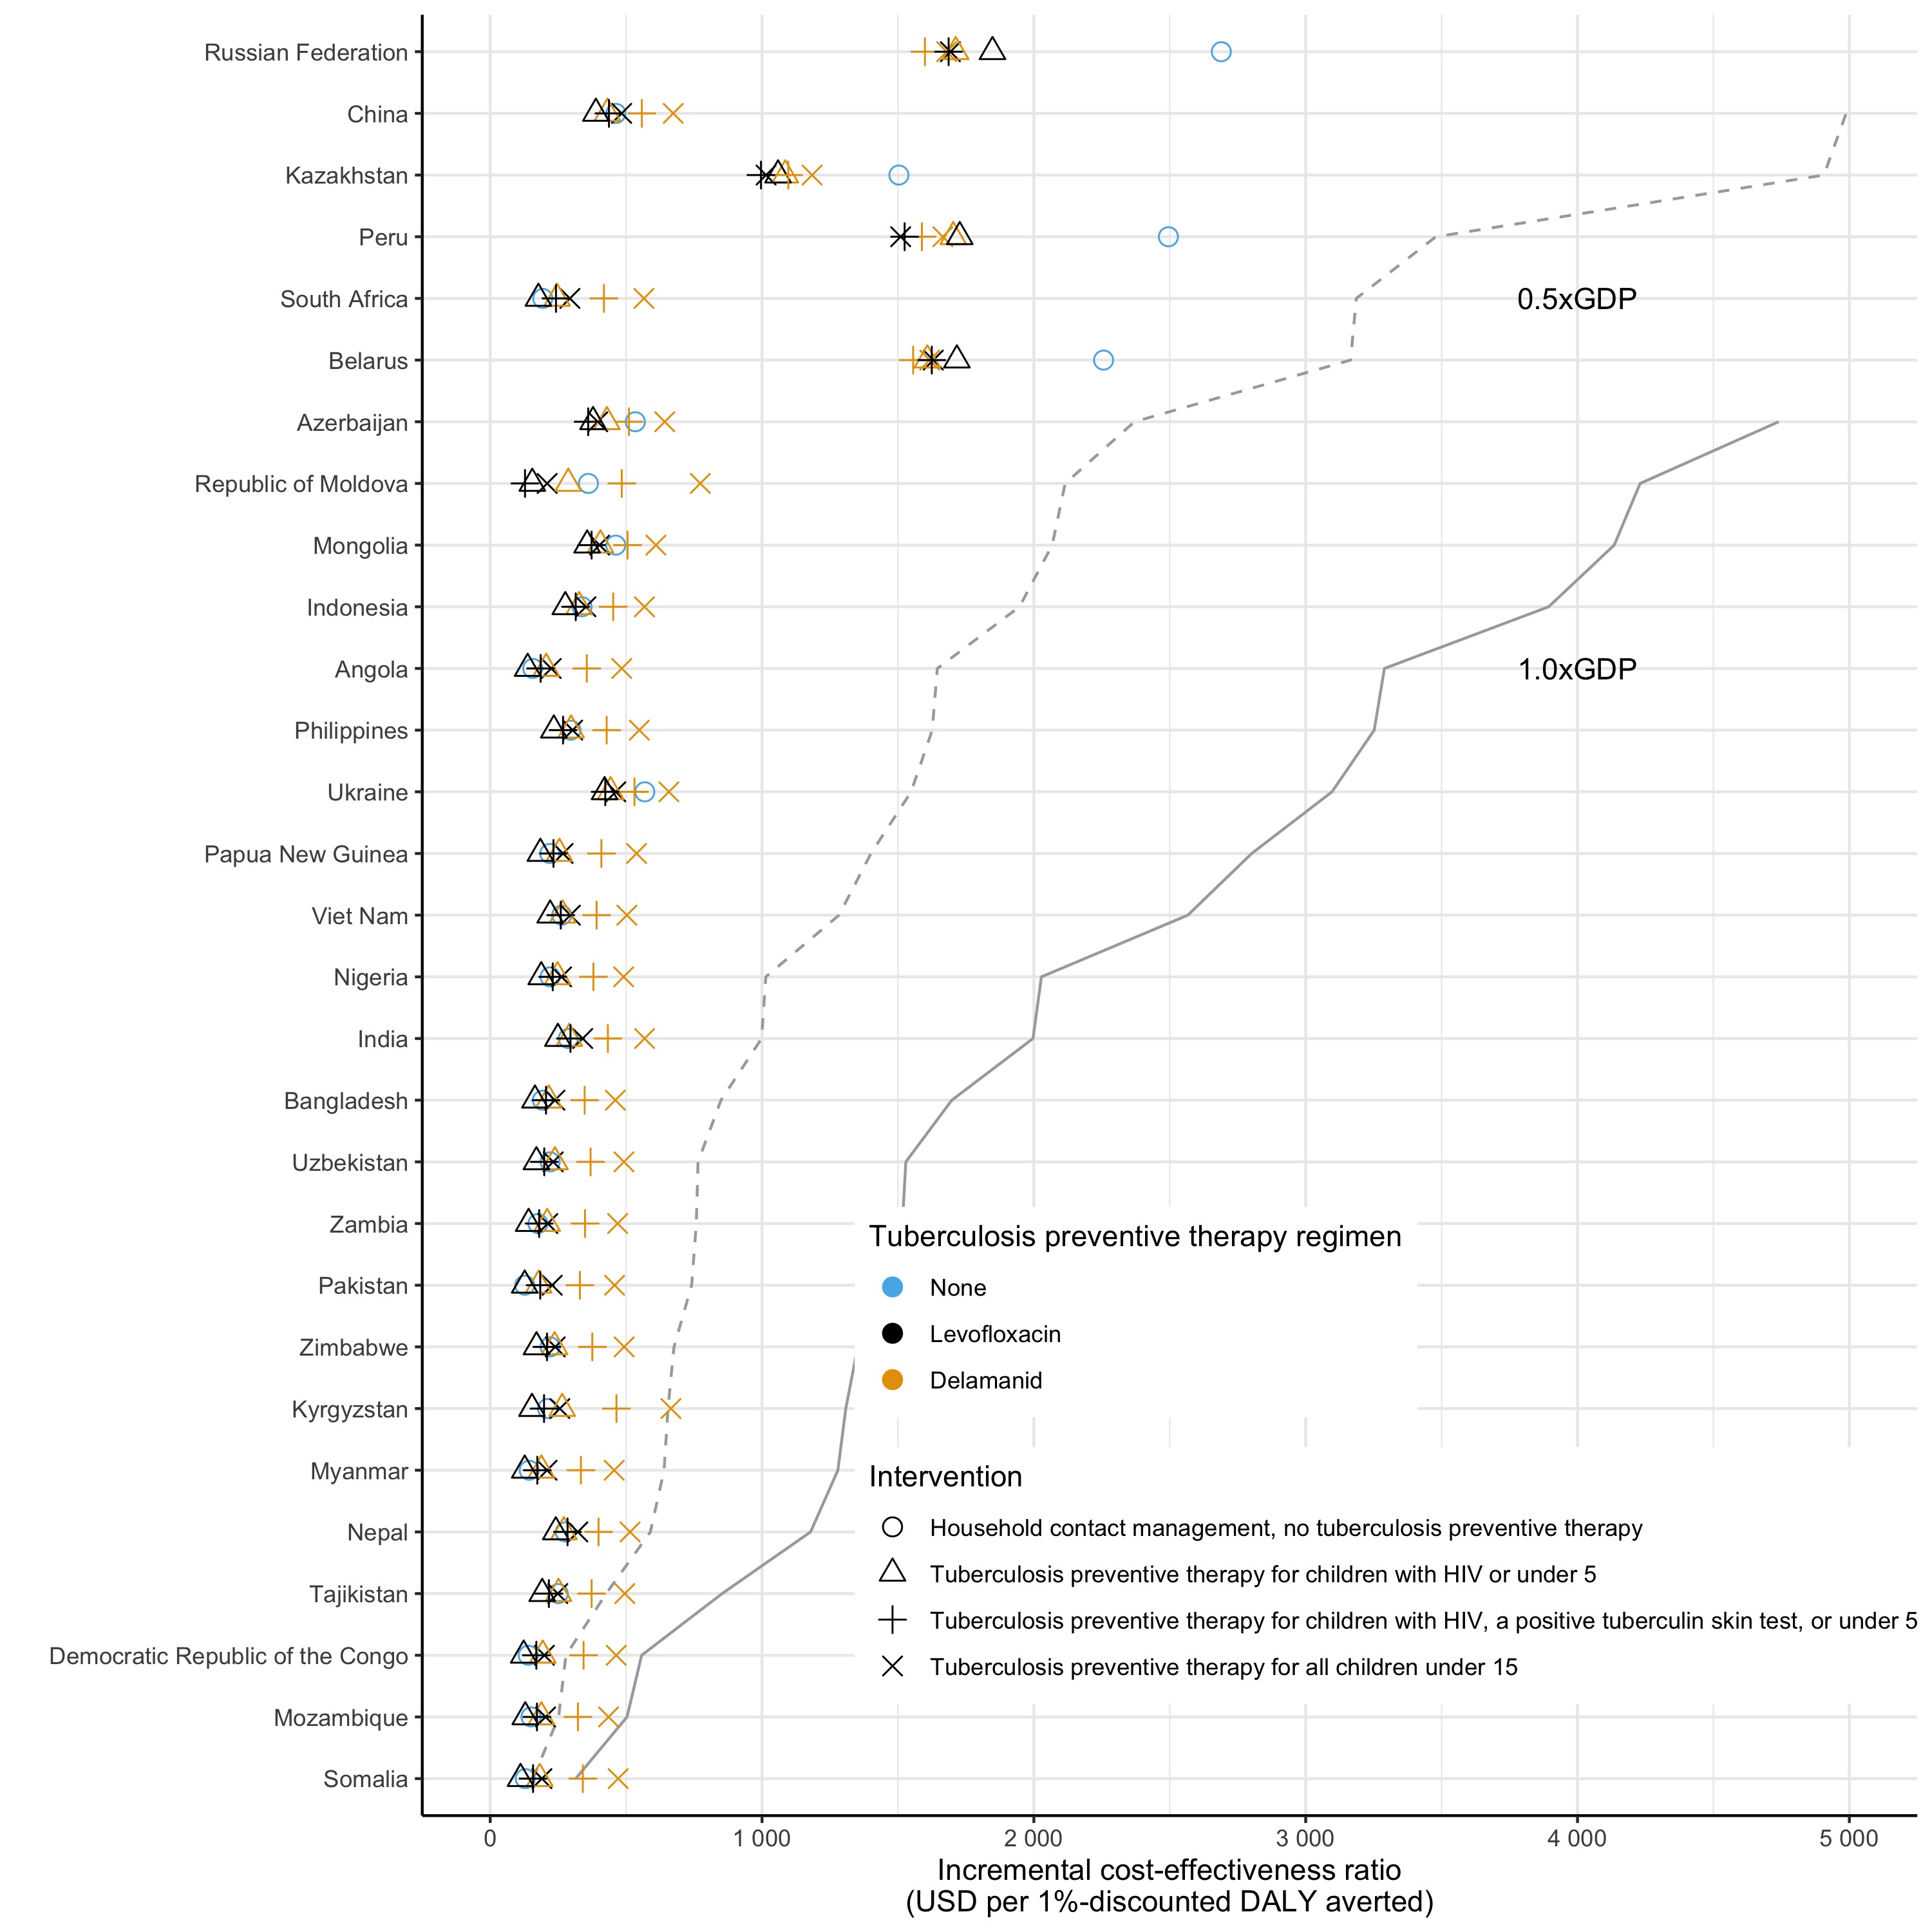 Russian Federation
China
Kazakhstan
Peru
South Africa
0.5xGDP
Belarus
Azerbaijan
Republic of Moldova
Mongolia
Indonesia
Angola
1.0xGDP
Philippines
Ukraine
Papua New Guinea
Viet Nam
Nigeria
India
Bangladesh
Uzbekistan
Zambia
Pakistan
Zimbabwe
Kyrgyzstan
Myanmar
Nepal
Tajikistan
Democratic Republic of the Congo
Mozambique
Somalia
Tuberculosis preventive therapy regimen
None
Levofloxacin
Delamanid
Intervention
Household contact management, no tuberculosis preventive therapy
Tuberculosis preventive therapy for children with HIV or under 5
Tuberculosis preventive therapy for children with HIV, a positive tuberculin skin test, or under 5
Tuberculosis preventive therapy for all children under 15
0 1 000 2 000 3 000 4 000 5 000
Incremental cost-effectiveness ratio
(USD per 1%-discounted DALY averted)